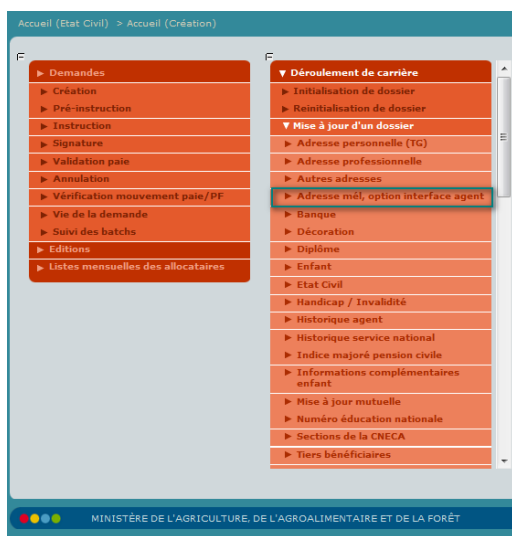 Accueil (Etat Civil) > Accueil (Création)
Demandes
Création
Pré-instruction
Instruction
Signature
Validation paie
Annulation
Vérification mouvement paie/PF
Vie de la demande
Suivi des batchs
Editions
Listes mensuelles des allocataires
Déroulement de carrière
Initialisation de dossier
Reinitialisation de dossier
Mise à jour d'un dossier
Adresse personnelle (TG)
Adresse professionnelle
Autres adresses
Adresse mél, option interface agent
Banque
Décoration
Diplôme
Enfant
Etat Civil
Handicap / Invalidité
Historique agent
Historique service national
Indice majoré pension civile
Informations complémentaires
enfant
Mise à jour mutuelle
Numéro éducation nationale
Sections de la CNECA
Tiers bénéficiaires
MINISTÈRE DE L'AGRICULTURE, DE L'AGROALIMENTAIRE ET DE LA FORÊT